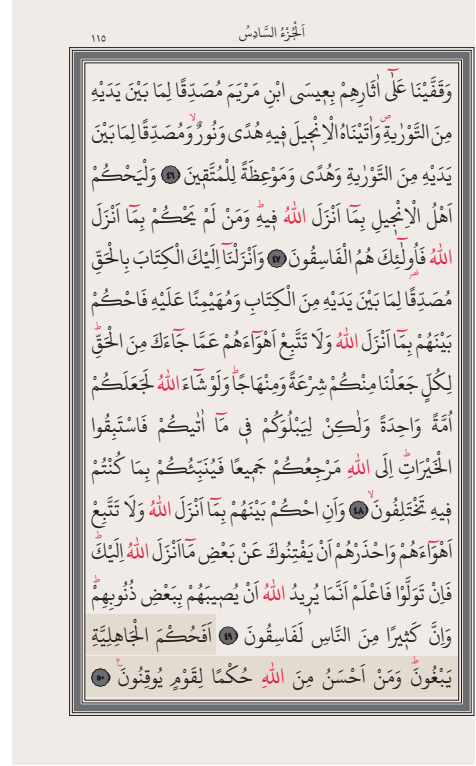 اَلْجُزْءُ السَّادِسُ
١١٥
وَقَفَّيْنَا عَلٰٓى اٰثَارِهِمْ بِعِيسَى ابْنِ مَرْيَمَ مُصَدِّقًا لِمَا بَيْنَ يَدَيْهِ
مِنَ التَّوْرٰيةِۖ وَاٰتَيْنَاهُ الْاِنْجِيلَ فِيهِ هُدًى وَنُورٌۙ وَمُصَدِّقًا لِمَا بَيْنَ
يَدَيْهِ مِنَ التَّوْرٰيةِ وَهُدًى وَمَوْعِظَةً لِلْمُتَّقِينَ ٤٦ وَلْيَحْكُمْ
اَهْلُ الْاِنْجِيلِ بِمَٓا اَنْزَلَ اللّٰهُ فِيهِۜ وَمَنْ لَمْ يَحْكُمْ بِمَٓا اَنْزَلَ
اللّٰهُ فَاُولٰٓئِكَ هُمُ الْفَاسِقُونَ ٤٧ وَاَنْزَلْنَٓا اِلَيْكَ الْكِتَابَ بِالْحَقِّ
مُصَدِّقًا لِمَا بَيْنَ يَدَيْهِ مِنَ الْكِتَابِ وَمُهَيْمِنًا عَلَيْهِ فَاحْكُمْ
بَيْنَهُمْ بِمَٓا اَنْزَلَ اللّٰهُ وَلَا تَتَّبِعْ اَهْوَٓاءَهُمْ عَمَّا جَٓاءَكَ مِنَ الْحَقِّۜ
لِكُلٍّ جَعَلْنَا مِنْكُمْ شِرْعَةً وَمِنْهَاجًاۜ وَلَوْ شَٓاءَ اللّٰهُ لَجَعَلَكُمْ
اُمَّةً وَاحِدَةً وَلٰكِنْ لِيَبْلُوَكُمْ فِي مَٓا اٰتٰيكُمْ فَاسْتَبِقُوا
الْخَيْرَاتِۜ اِلَى اللّٰهِ مَرْجِعُكُمْ جَمِيعًا فَيُنَبِّئُكُمْ بِمَا كُنْتُمْ
فِيهِ تَخْتَلِفُونَۙ ٤٨ وَاَنِ احْكُمْ بَيْنَهُمْ بِمَٓا اَنْزَلَ اللّٰهُ وَلَا تَتَّبِعْ
اَهْوَٓاءَهُمْ وَاحْذَرْهُمْ اَنْ يَفْتِنُوكَ عَنْ بَعْضِ مَٓا اَنْزَلَ اللّٰهُ اِلَيْكَۜ
فَاِنْ تَوَلَّوْا فَاعْلَمْ اَنَّمَا يُرِيدُ اللّٰهُ اَنْ يُصِيبَهُمْ بِبَعْضِ ذُنُوبِهِمْۜ
وَاِنَّ كَثِيرًا مِنَ النَّاسِ لَفَاسِقُونَ ٤٩ اَفَحُكْمَ الْجَاهِلِيَّةِ
يَبْغُونَۜ وَمَنْ اَحْسَنُ مِنَ اللّٰهِ حُكْمًا لِقَوْمٍ يُوقِنُونَ۟ ٥٠